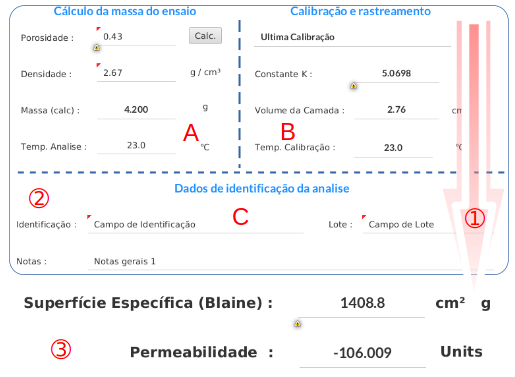 Cálculo da massa do ensaio
Calibração e rastreamento
Porosidade : 0.43 Calc.
Ultima Calibração
Densidade : 2.67 g / cm³
Constante K : 5.0698
Massa (calc) : 4.200 g
Volume da Camada : 2.76 cm
A
B
Temp. Analise : 23.0 °C
Temp. Calibração : 23.0 °C
Dados de identificação da analise
②
C
①
Identificação : Campo de Identificação
Lote : Campo de Lote
Notas : Notas gerais 1
Superfície Específica (Blaine) : 1408.8 cm² g
③
Permeabilidade : -106.009 Units